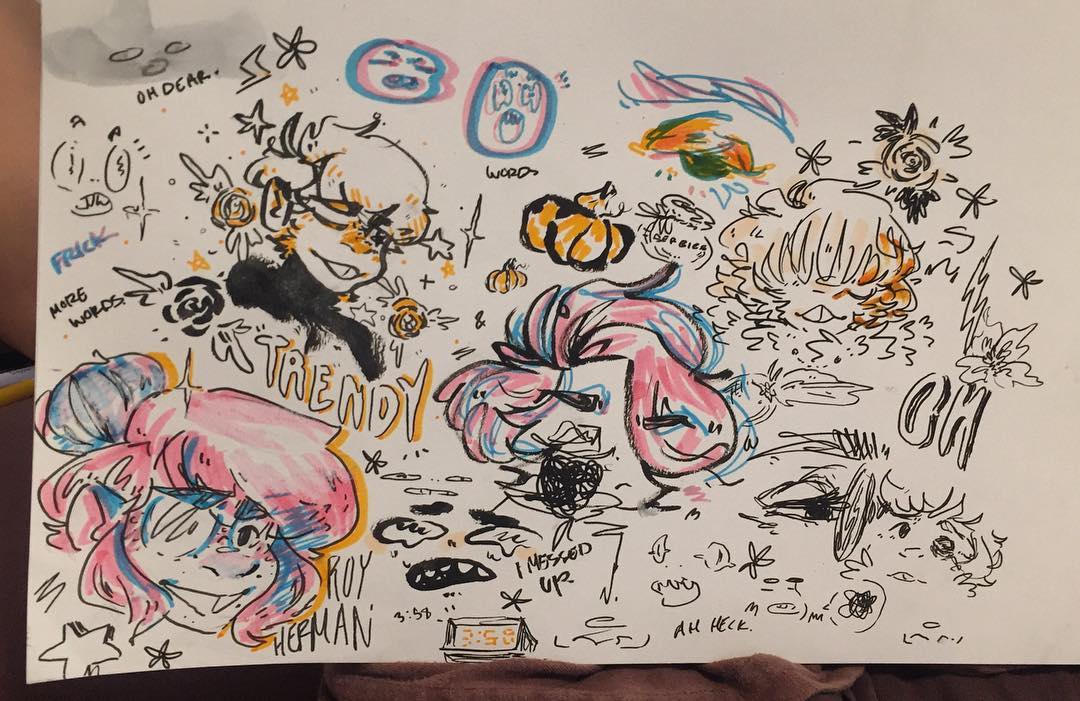 OH DEAR.
WORDS
FRICK
MORE
WORDS.
&
TRENDY
OH
ROY
HERMAN
I MESSED
UP.
3:58
AH HECK.